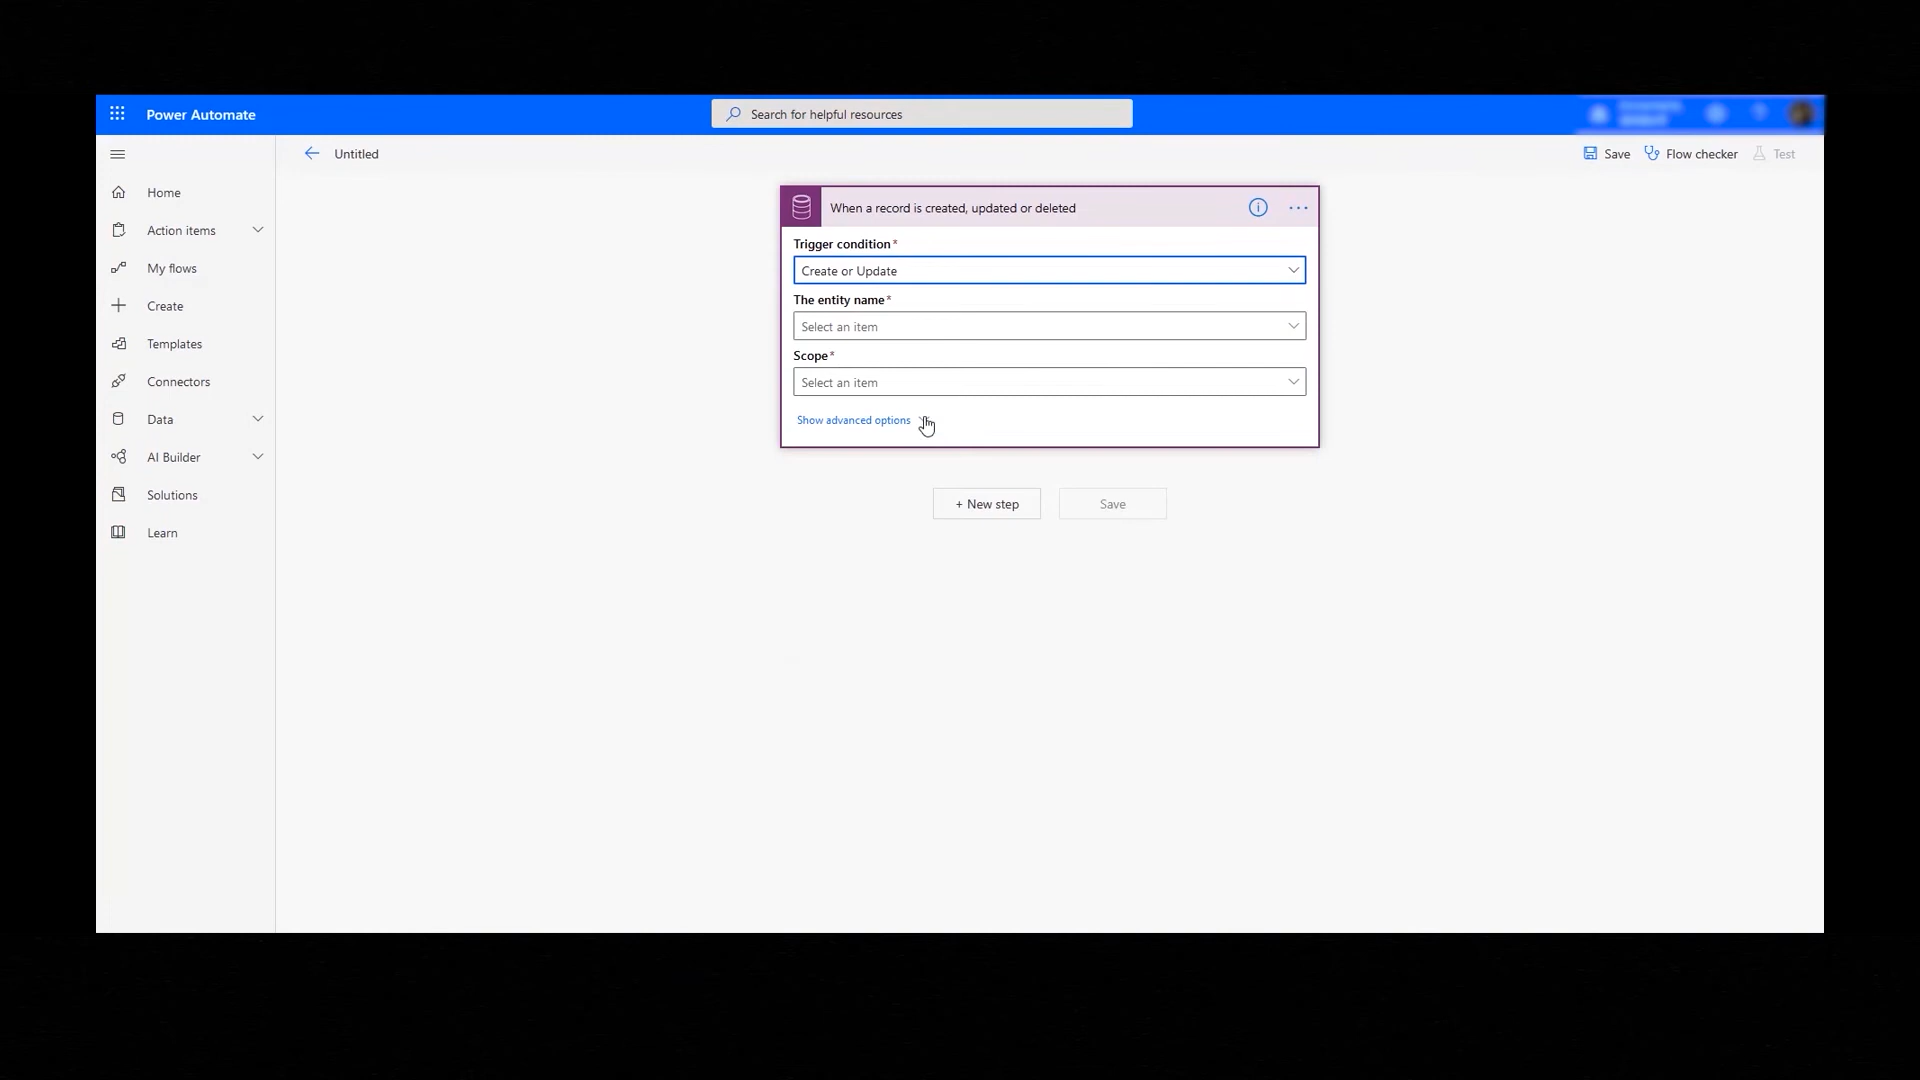 Power Automate
Search for helpful resources
Untitled
Save
Flow checker
Test
Home
Action items
My flows
Create
Templates
Connectors
Data
AI Builder
Solutions
Learn
When a record is created, updated or deleted
Trigger condition*
Create or Update
The entity name*
Select an item
Scope*
Select an item
Show advanced options
+ New step
Save